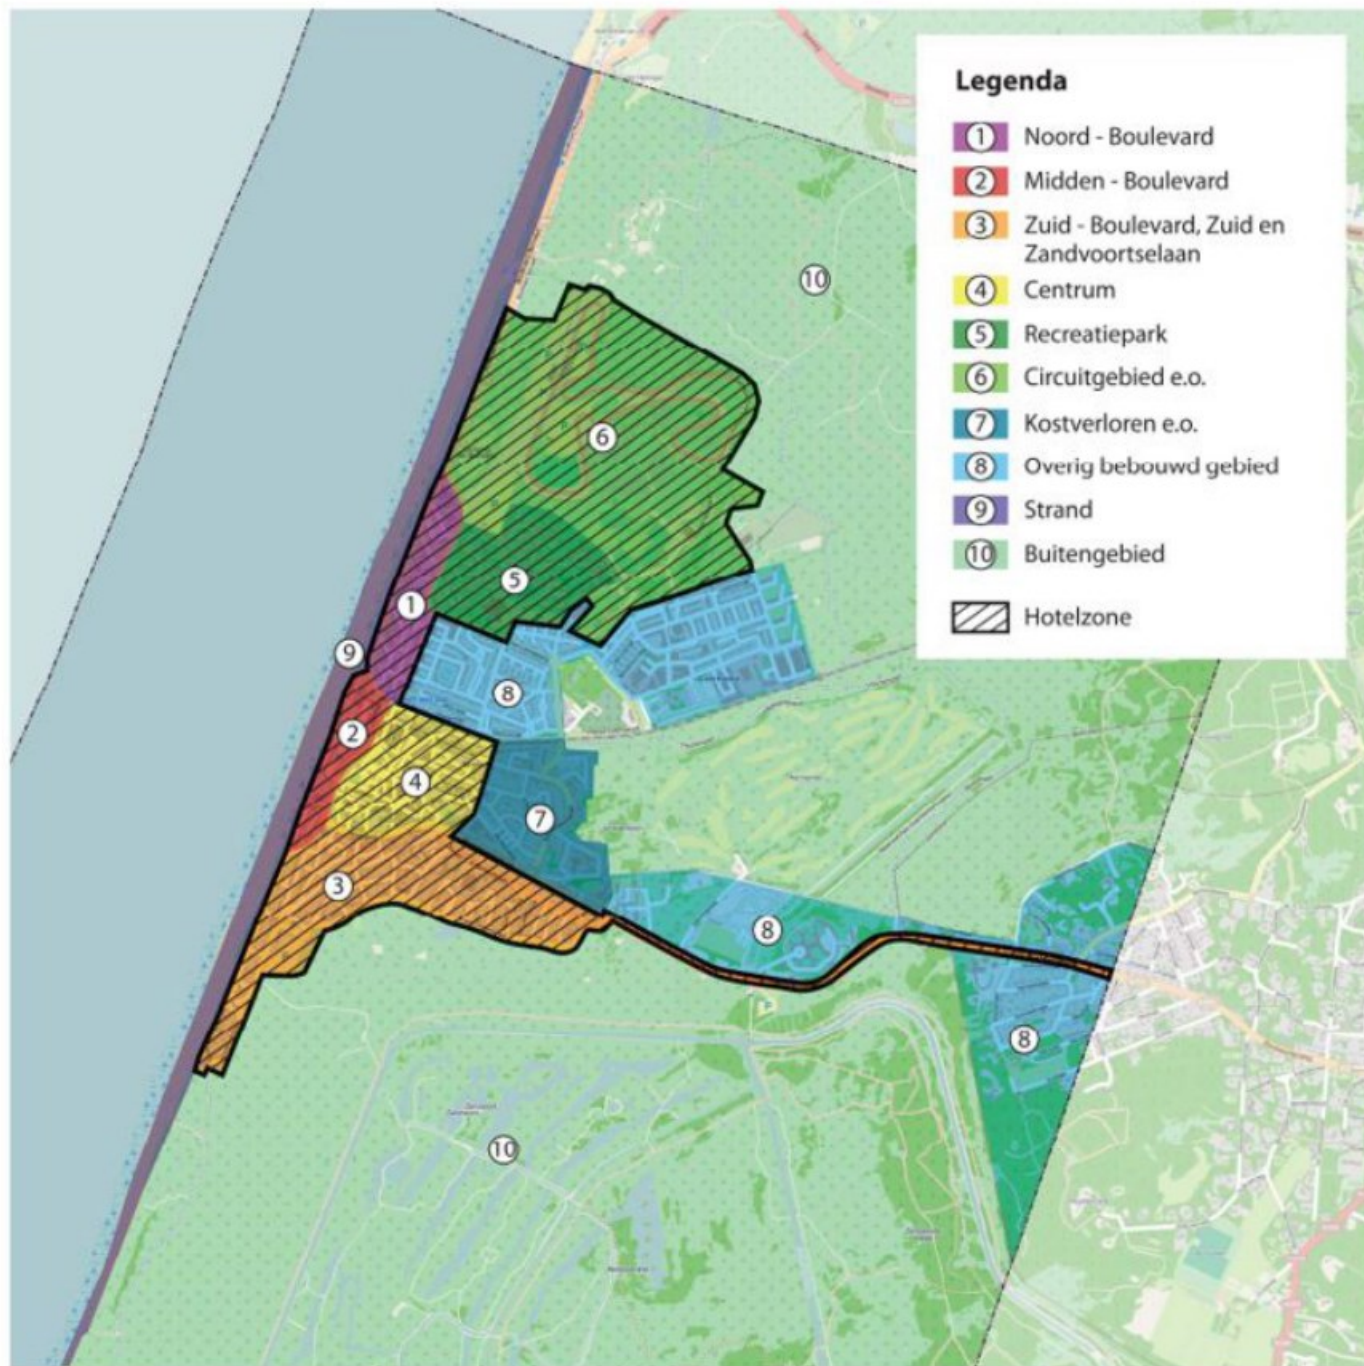 Legenda
1 Noord - Boulevard
2 Midden - Boulevard
3 Zuid - Boulevard, Zuid en
Zandvoortselaan
4 Centrum
5 Recreatiepark
6 Circuitgebied e.o.
7 Kostverloren e.o.
8 Overig bebouwd gebied
9 Strand
10 Buitengebied
Hotelzone
10
6
5
1
9
8
2
4
7
3
8
8
10